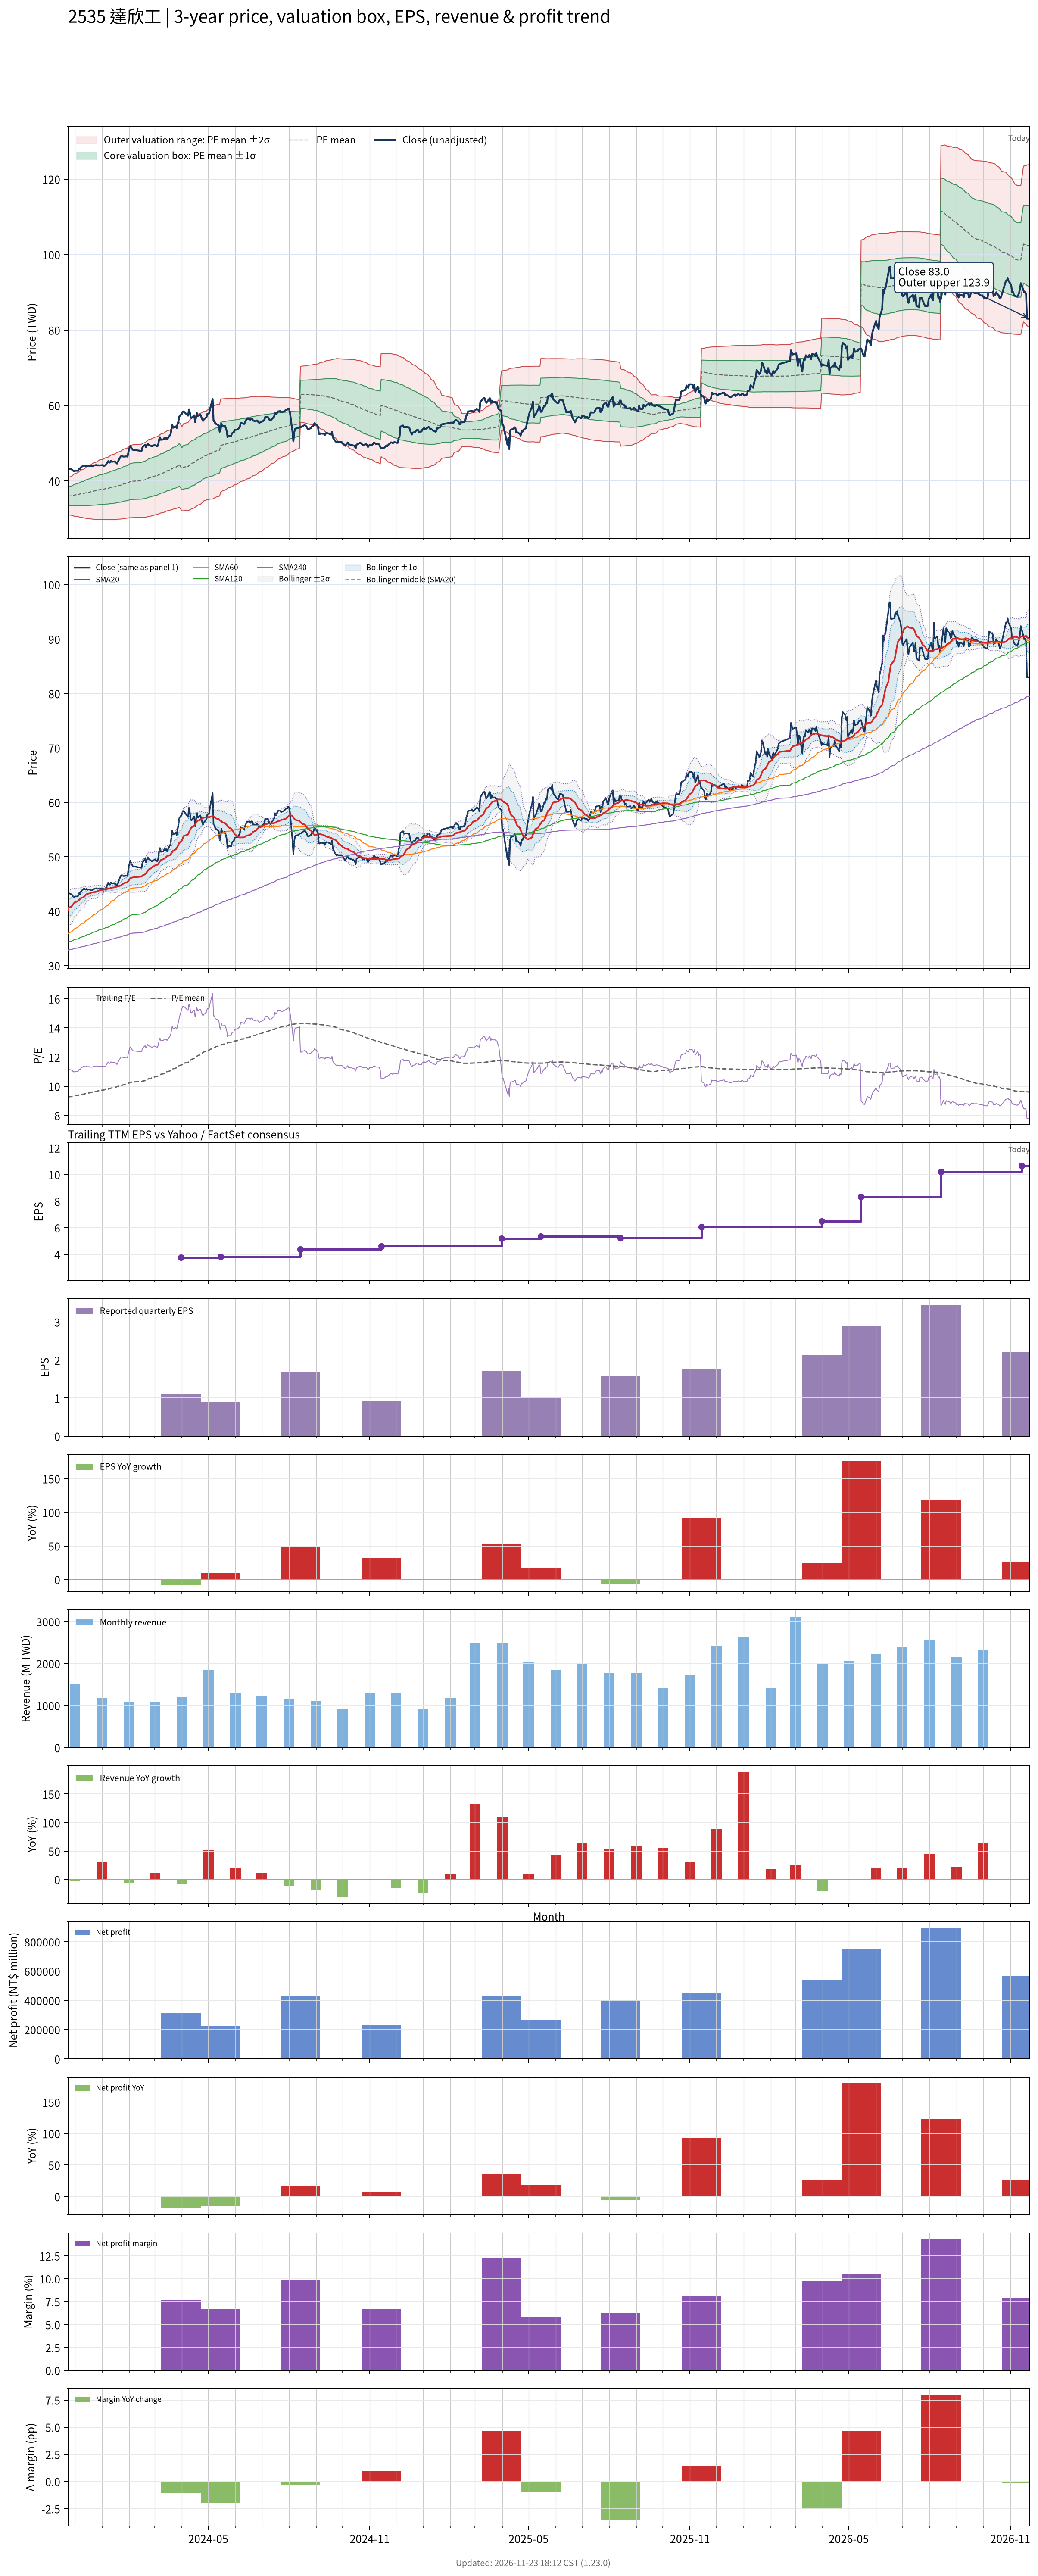 2535 達欣工 | 3-year price, valuation box, EPS, revenue & profit trend
Outer valuation range: PE mean ±2σ
Core valuation box: PE mean ±1σ
PE mean
Close (unadjusted)
Today
Close 83.0
Outer upper 123.9
Price (TWD)
120
100
80
60
40
Close (same as panel 1)
SMA20
SMA60
SMA120
SMA240
Bollinger ±2σ
Bollinger ±1σ
Bollinger middle (SMA20)
Price
100
90
80
70
60
50
40
30
Trailing P/E
P/E mean
P/E
16
14
12
10
8
Trailing TTM EPS vs Yahoo / FactSet consensus
Today
EPS
12
10
8
6
4
Reported quarterly EPS
EPS
3
2
1
0
EPS YoY growth
YoY (%)
150
100
50
0
Monthly revenue
Revenue (M TWD)
3000
2000
1000
0
Revenue YoY growth
YoY (%)
150
100
50
0
Month
Net profit
Net profit (NT$ million)
800000
600000
400000
200000
0
Net profit YoY
YoY (%)
150
100
50
0
Net profit margin
Margin (%)
12.5
10.0
7.5
5.0
2.5
0.0
Margin YoY change
Δ margin (pp)
7.5
5.0
2.5
0.0
-2.5
2024-05
2024-11
2025-05
2025-11
2026-05
2026-11
Updated: 2026-11-23 18:12 CST (1.23.0)